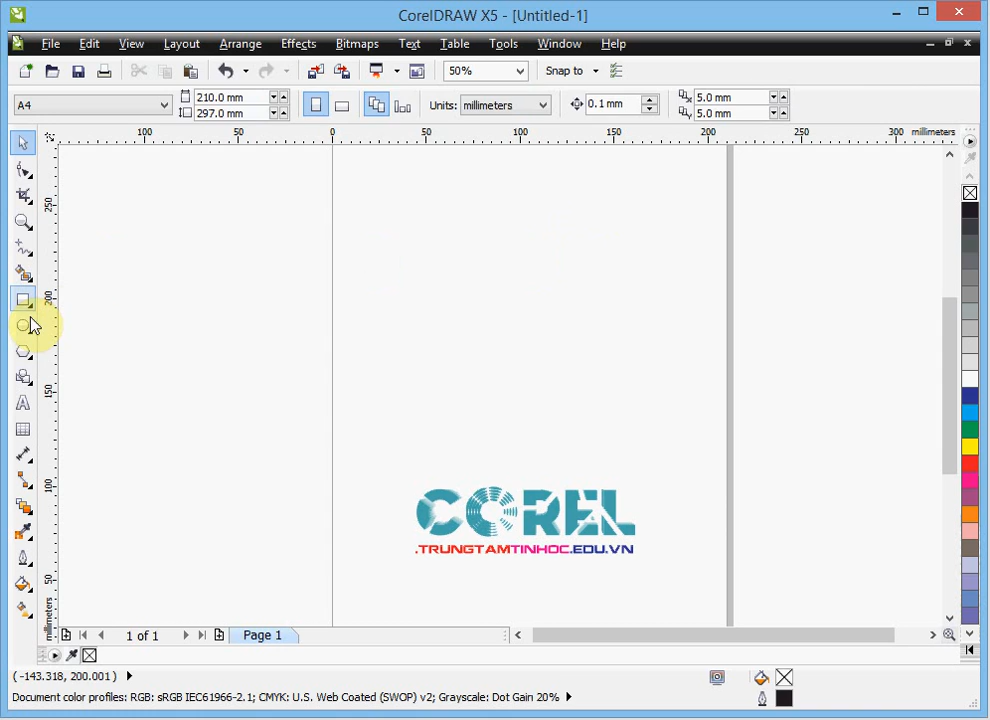 CorelDRAW X5 - [Untitled-1]
File Edit View Layout Arrange Effects Bitmaps Text Table Tools Window Help
50% Snap to
A4 210.0 mm 297.0 mm Units: millimeters 0.1 mm 5.0 mm 5.0 mm
100 50 0 50 100 150 200 250 300 millimeters
250
200
150
100
50
millimeters
COREL
.TRUNGTAMTINHOC.EDU.VN
1 of 1 Page 1
(-143.318, 200.001)
Document color profiles: RGB: sRGB IEC61966-2.1; CMYK: U.S. Web Coated (SWOP) v2; Grayscale: Dot Gain 20%